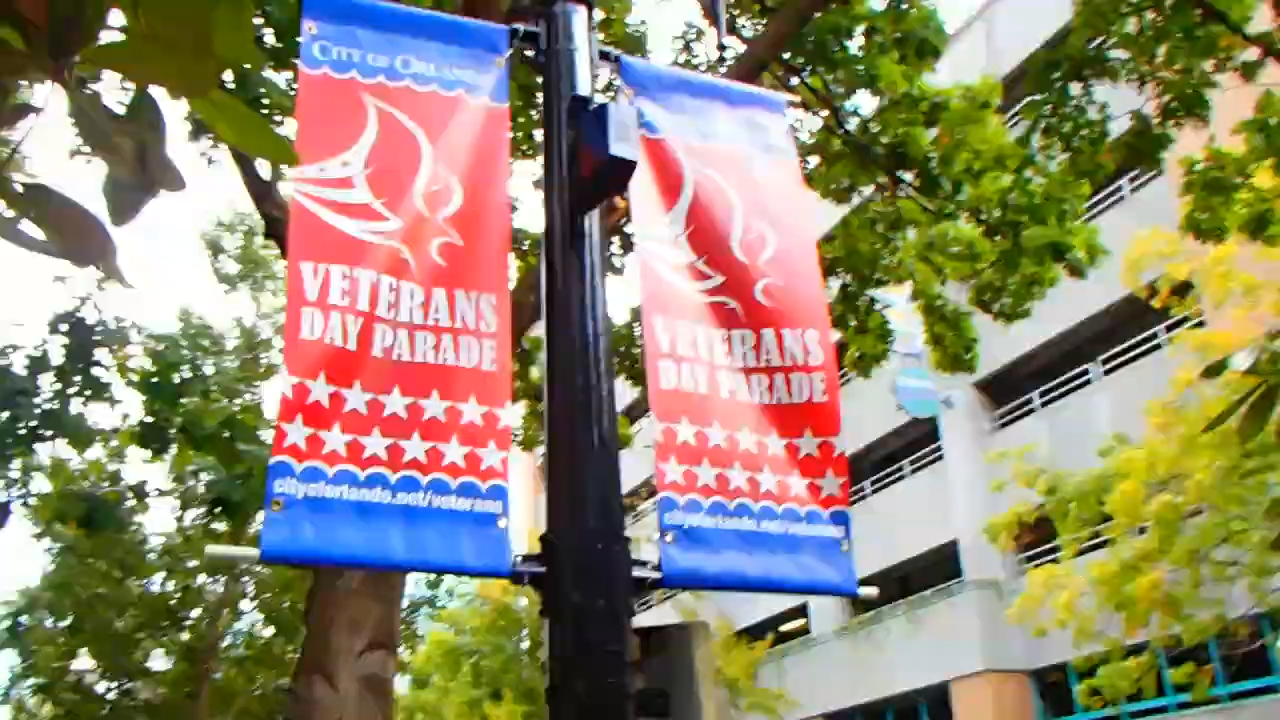 CITY OF ORLANDO
VETERANS
DAY PARADE
cityoforlando.net/veterans
VETERANS
DAY PARADE
cityoforlando.net/veterans